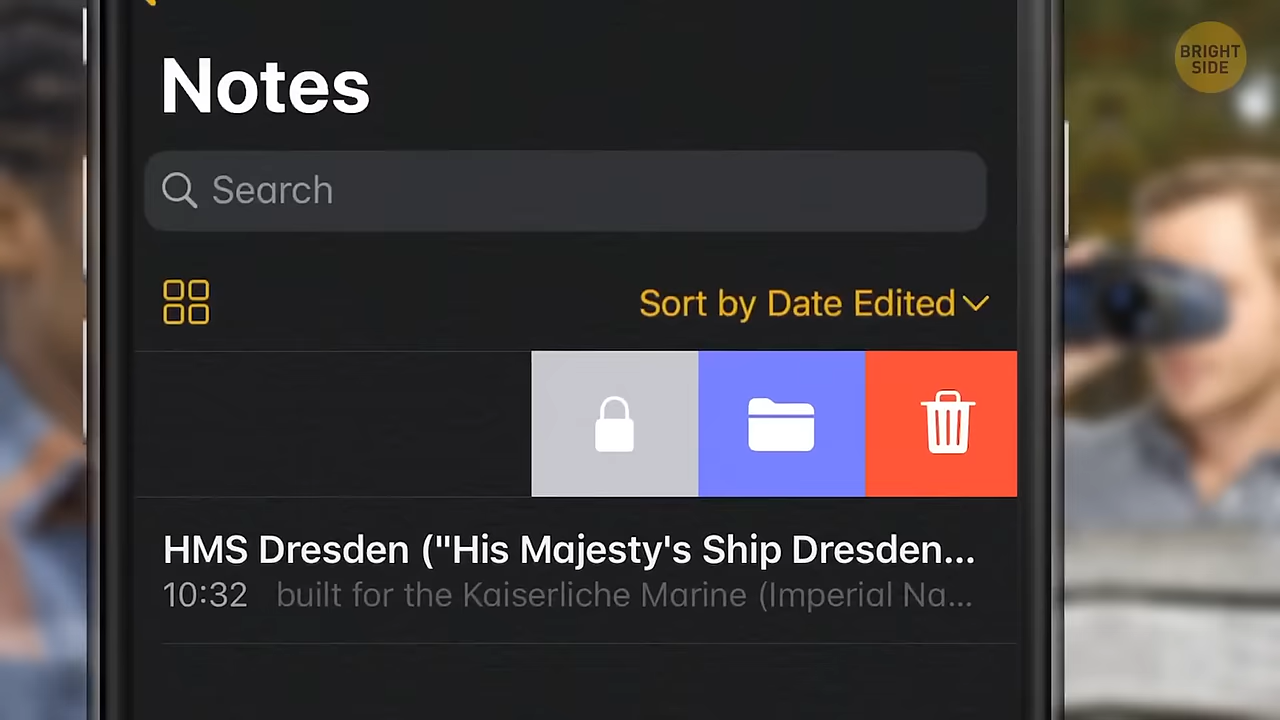 BRIGHT
SIDE
Notes
Search
Sort by Date Edited
HMS Dresden ("His Majesty's Ship Dresden...
10:32 built for the Kaiserliche Marine (Imperial Na...